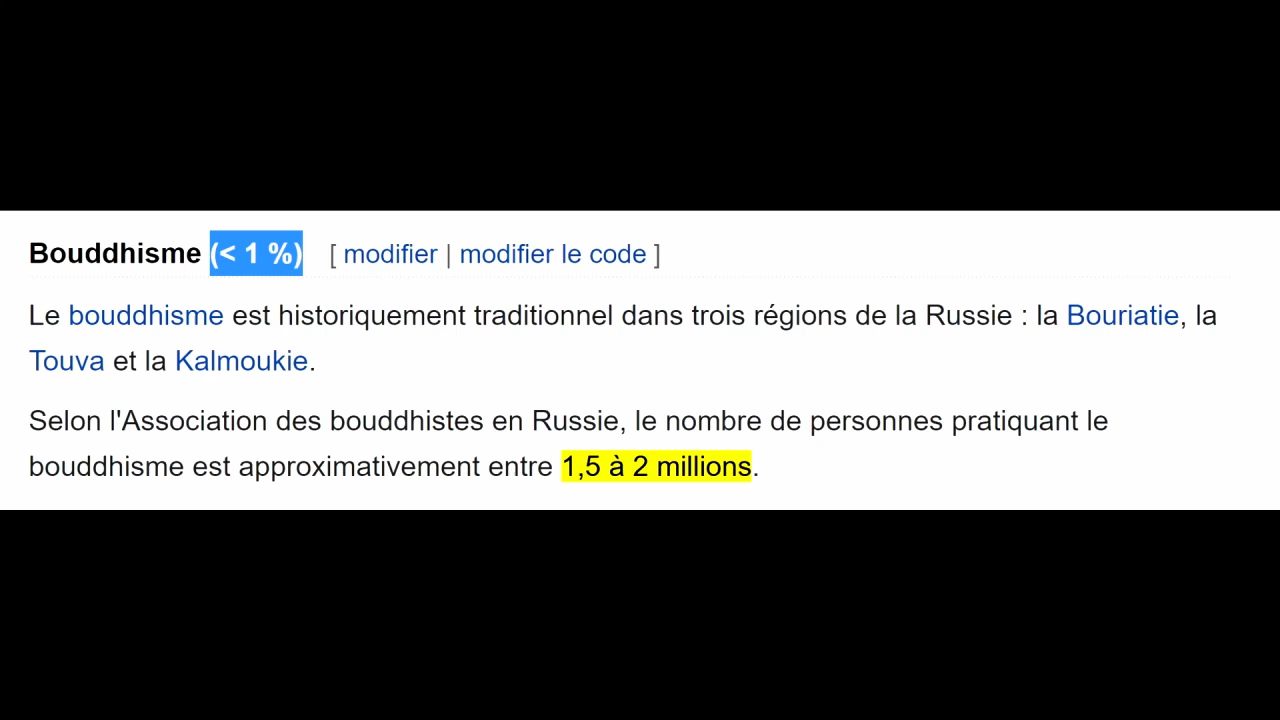 Bouddhisme (< 1 %) [ modifier | modifier le code ]
Le bouddhisme est historiquement traditionnel dans trois régions de la Russie : la Bouriatie, la
Touva et la Kalmoukie.
Selon l'Association des bouddhistes en Russie, le nombre de personnes pratiquant le
bouddhisme est approximativement entre 1,5 à 2 millions.